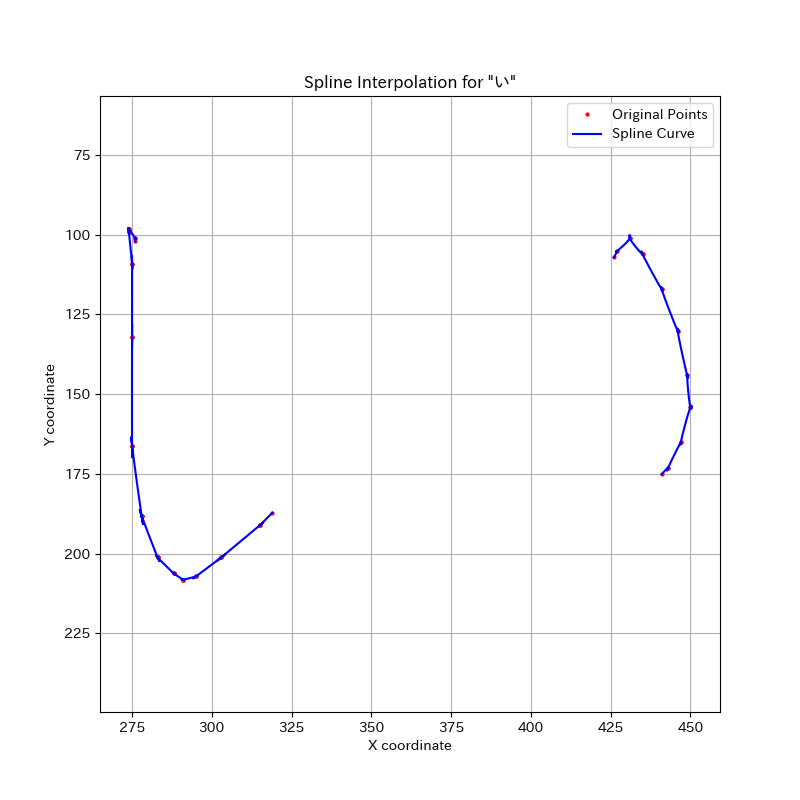 Spline Interpolation for "い"
Original Points
Spline Curve
75
100
125
150
175
200
225
Y coordinate
275 300 325 350 375 400 425 450
X coordinate
い